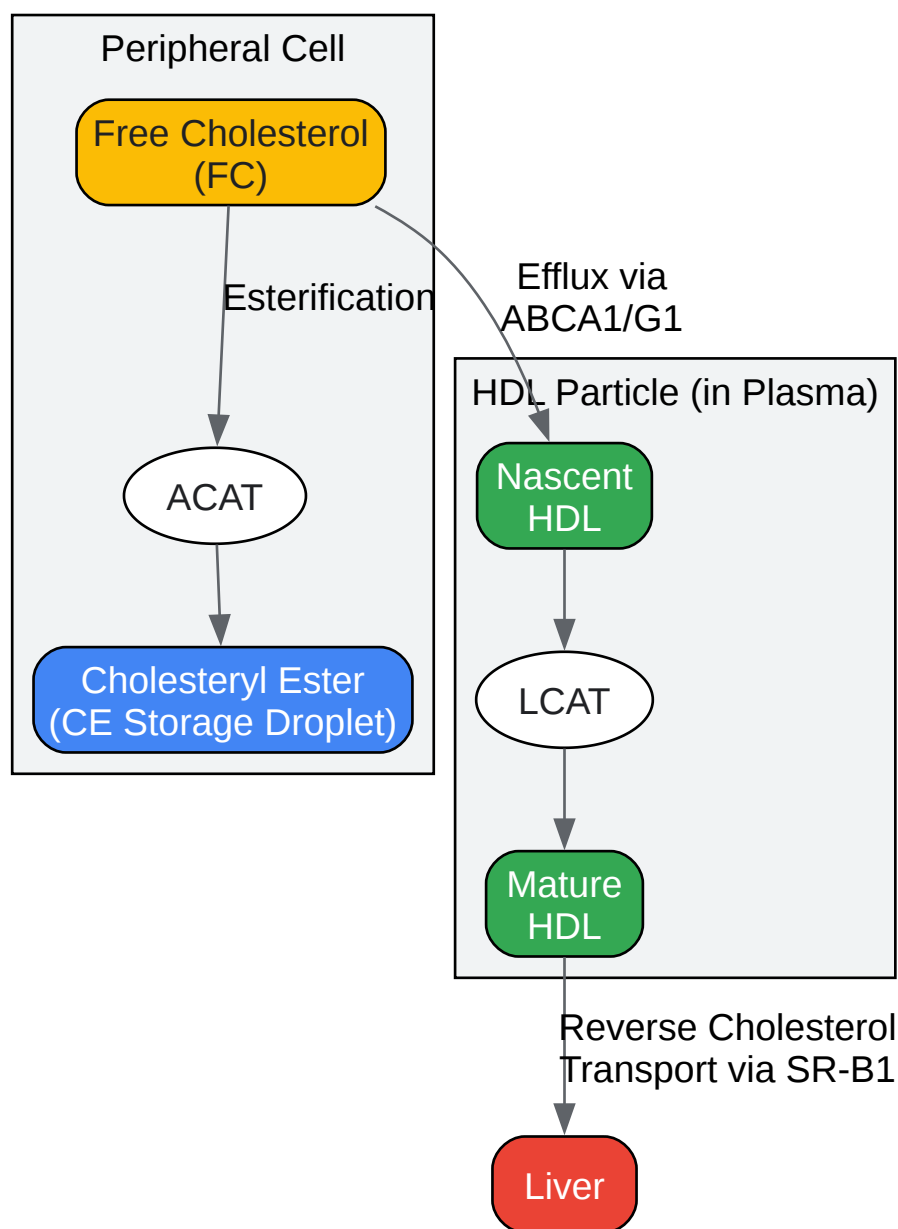 Peripheral Cell
Free Cholesterol
(FC)
Esterification
Efflux via
ABCA1/G1
ACAT
Cholesteryl Ester
(CE Storage Droplet)
HDL Particle (in Plasma)
Nascent
HDL
LCAT
Mature
HDL
Reverse Cholesterol
Transport via SR-B1
Liver